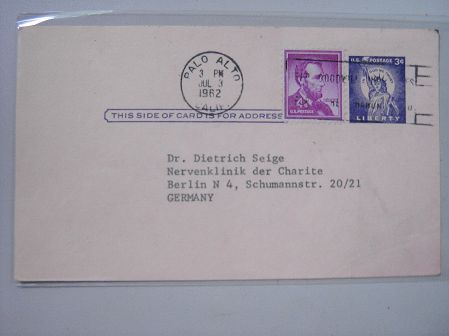 PALO ALTO
3 PM
JUL 3
1962
CALIF.
4¢
U.S. POSTAGE
U.S. POSTAGE 3¢
LIBERTY
THIS SIDE OF CARD IS FOR ADDRESS
Dr. Dietrich Seige
Nervenklinik der Charite
Berlin N 4, Schumannstr. 20/21
GERMANY